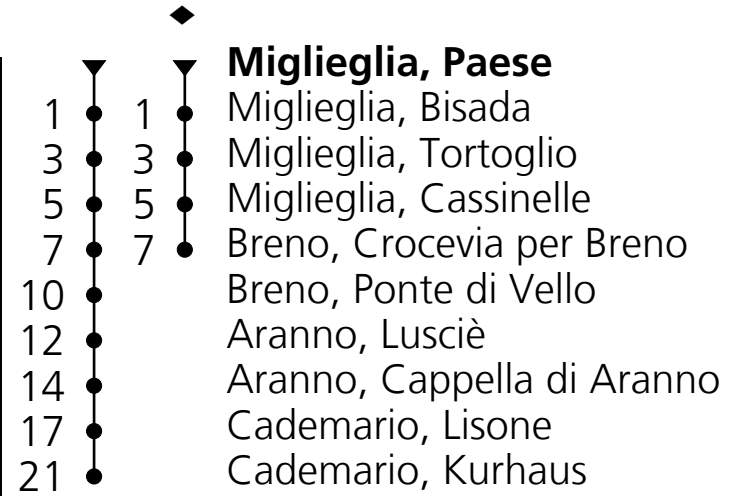 Miglieglia, Paese
1 1 Miglieglia, Bisada
3 3 Miglieglia, Tortoglio
5 5 Miglieglia, Cassinelle
7 7 Breno, Crocevia per Breno
10 Breno, Ponte di Vello
12 Aranno, Lusciè
14 Aranno, Cappella di Aranno
17 Cademario, Lisone
21 Cademario, Kurhaus